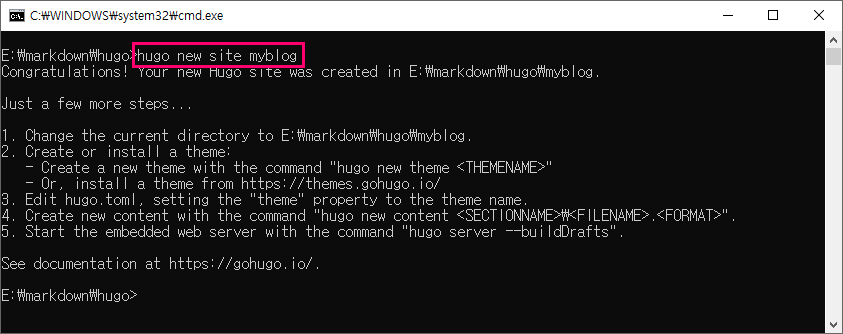 C:₩WINDOWS₩system32₩cmd.exe
E:₩markdown₩hugo>hugo new site myblog
Congratulations! Your new Hugo site was created in E:₩markdown₩hugo₩myblog.
Just a few more steps...
1. Change the current directory to E:₩markdown₩hugo₩myblog.
2. Create or install a theme:
- Create a new theme with the command "hugo new theme <THEMENAME>"
- Or, install a theme from https://themes.gohugo.io/
3. Edit hugo.toml, setting the "theme" property to the theme name.
4. Create new content with the command "hugo new content <SECTIONNAME>₩<FILENAME>.<FORMAT>".
5. Start the embedded web server with the command "hugo server --buildDrafts".
See documentation at https://gohugo.io/.
E:₩markdown₩hugo>